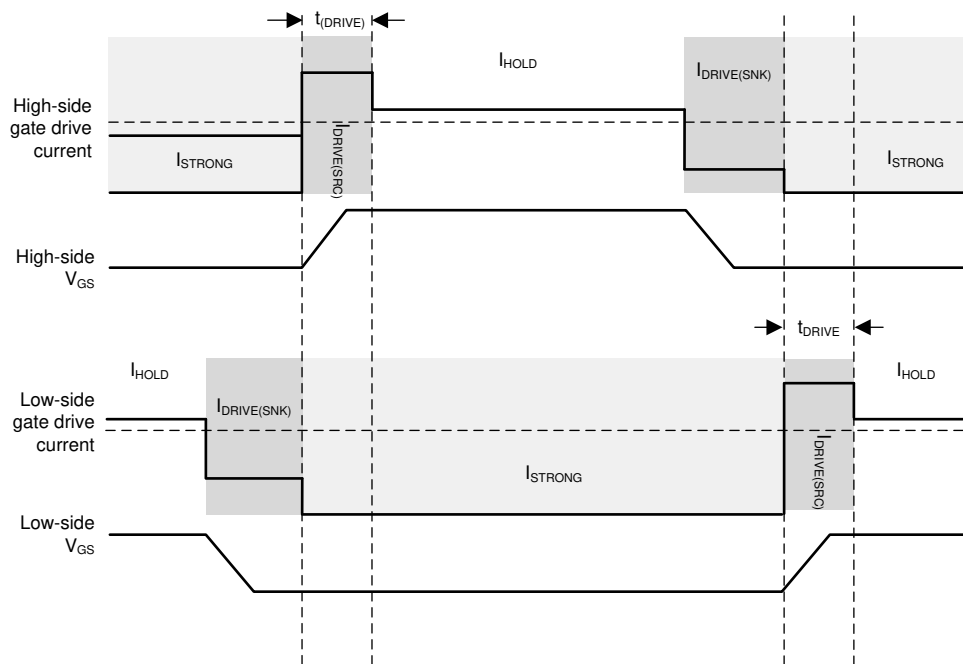 t(DRIVE)
IHOLD
IDRIVE(SNK)
High-side
gate drive
current
ISTRONG
IDRIVE(SRC)
ISTRONG
High-side
VGS
tDRIVE
IHOLD
IHOLD
Low-side
gate drive
current
IDRIVE(SNK)
ISTRONG
IDRIVE(SRC)
Low-side
VGS